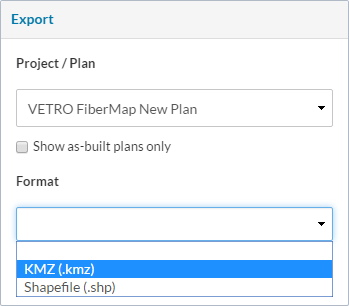 Export
Project / Plan
VETRO FiberMap New Plan
Show as-built plans only
Format
KMZ (.kmz)
Shapefile (.shp)